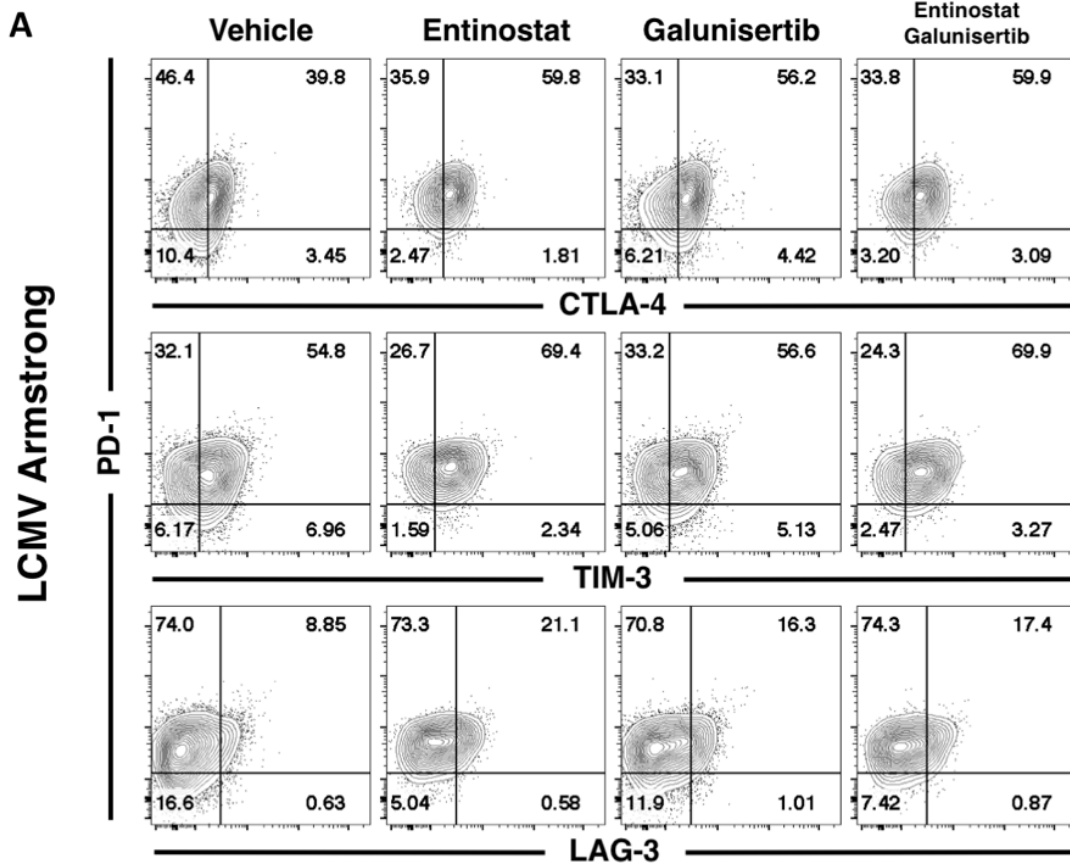 A
Vehicle Entinostat Galunisertib Entinostat
Galunisertib
46.4 39.8 35.9 59.8 33.1 56.2 33.8 59.9
10.4 3.45 2.47 1.81 6.21 4.42 3.20 3.09
CTLA-4
32.1 54.8 26.7 69.4 33.2 56.6 24.3 69.9
6.17 6.96 1.59 2.34 5.06 5.13 2.47 3.27
TIM-3
74.0 8.85 73.3 21.1 70.8 16.3 74.3 17.4
16.6 0.63 5.04 0.58 11.9 1.01 7.42 0.87
LAG-3
PD-1
LCMV Armstrong